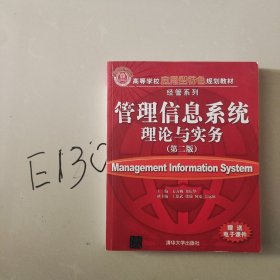 高等学校应用型特色规划教材
经管系列
管理信息系统
理论与实务
(第二版)
Management Information System
E130
赠 送
电子课件
清华大学出版社